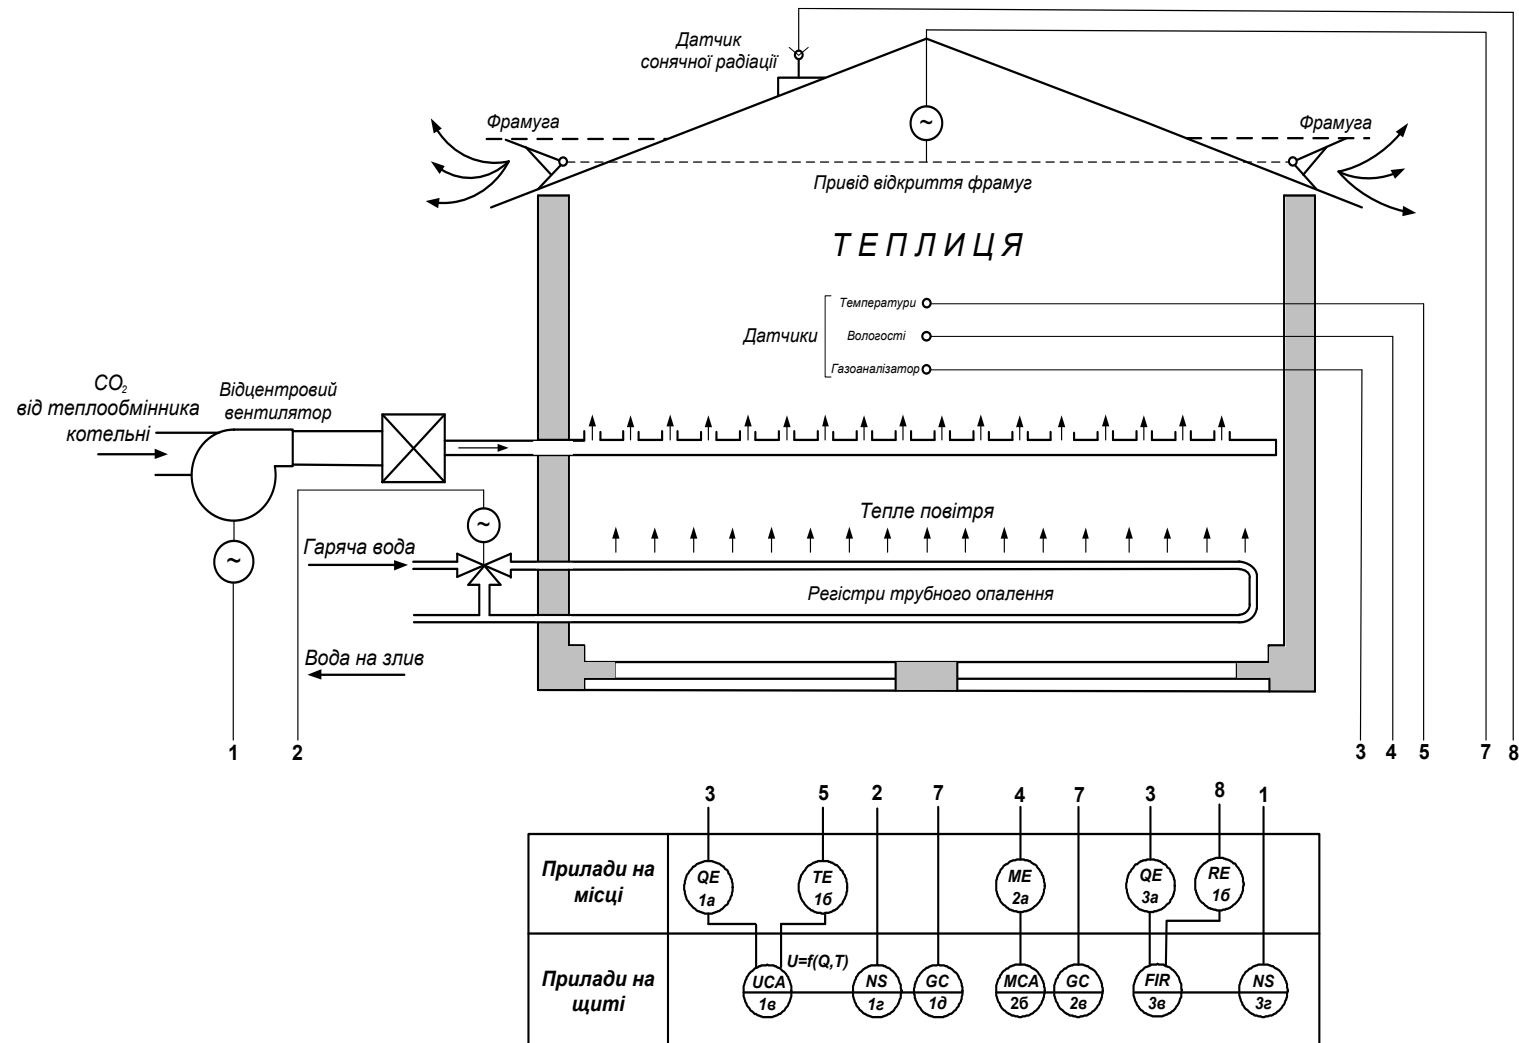 Датчик
сонячної радіації
Фрамуга
~
Фрамуга
Привід відкриття фрамуг
ТЕПЛИЦЯ
Температури
Датчики
Вологості
Газоаналізатор
CO₂
від теплообмінника
котельні
Відцентровий
вентилятор
~
Тепле повітря
Гаряча вода
~
Регістри трубного опалення
Вода на злив
1 2 3 4 5 7 8
3 5 2 7 4 7 3 8 1
Прилади на
місці
QE
1а
TE
1б
ME
2а
QE
3а
RE
1б
Прилади на
щиті
U=f(Q,T)
UCA
1в
NS
1г
GC
1д
MCA
2б
GC
2в
FIR
3в
NS
3г